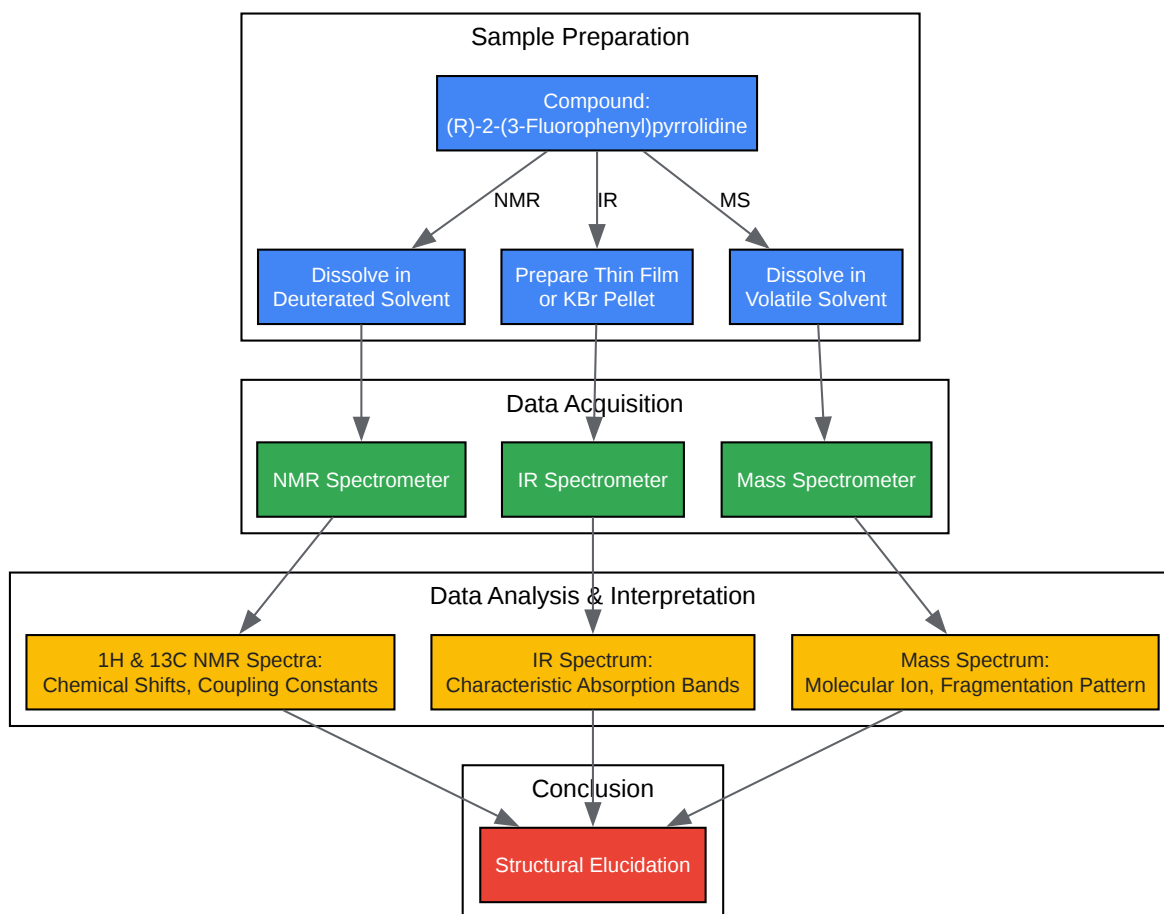 Sample Preparation
Compound:
(R)-2-(3-Fluorophenyl)pyrrolidine
NMR
IR
MS
Dissolve in
Deuterated Solvent
Prepare Thin Film
or KBr Pellet
Dissolve in
Volatile Solvent
Data Acquisition
NMR Spectrometer
IR Spectrometer
Mass Spectrometer
Data Analysis & Interpretation
1H & 13C NMR Spectra:
Chemical Shifts, Coupling Constants
IR Spectrum:
Characteristic Absorption Bands
Mass Spectrum:
Molecular Ion, Fragmentation Pattern
Conclusion
Structural Elucidation